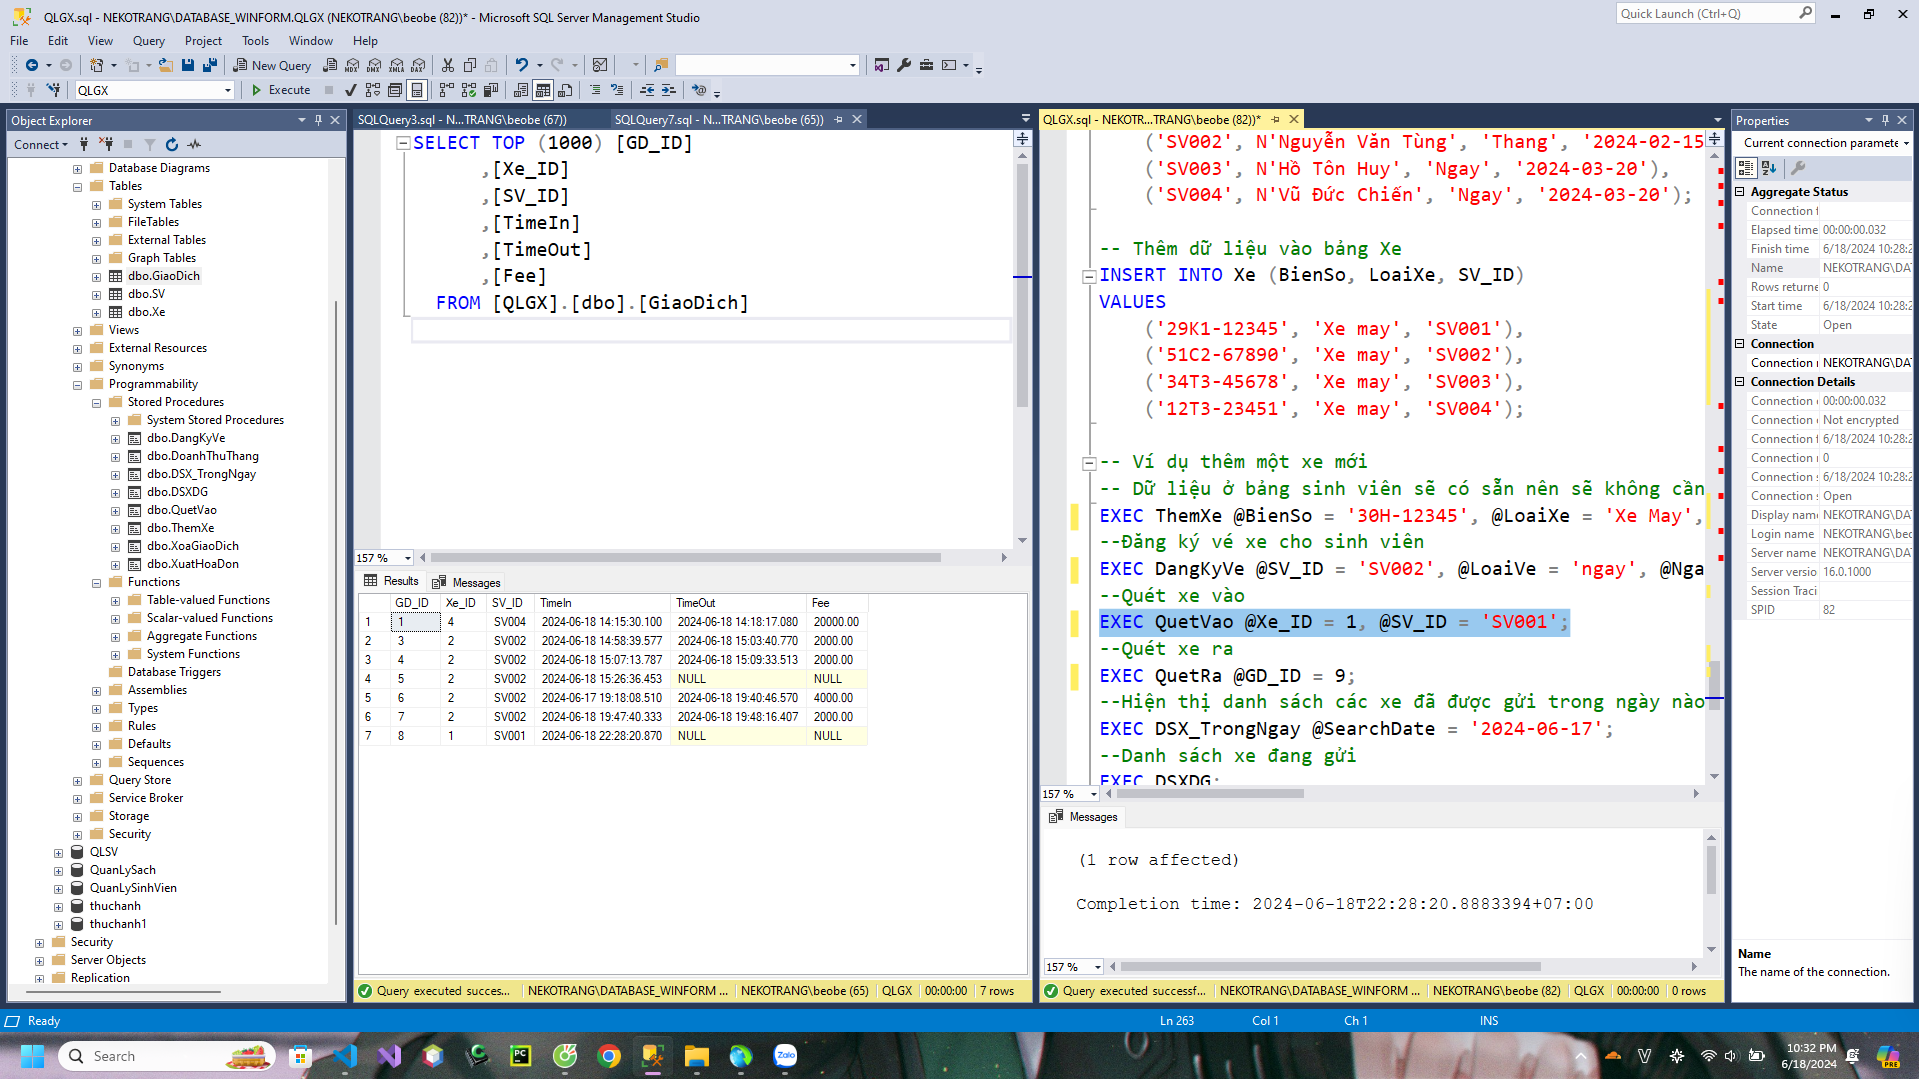 QLGX.sql - NEKOTRANG\DATABASE_WINFORM.QLGX (NEKOTRANG\beobe (82))* - Microsoft SQL Server Management Studio
Quick Launch (Ctrl+Q)
File Edit View Query Project Tools Window Help
New Query
MDX DMX XMLA DAX
QLGX
Execute
Object Explorer
Connect
Database Diagrams
Tables
System Tables
FileTables
External Tables
Graph Tables
dbo.GiaoDich
dbo.SV
dbo.Xe
Views
External Resources
Synonyms
Programmability
Stored Procedures
System Stored Procedures
dbo.DangKyVe
dbo.DoanhThuThang
dbo.DSX_TrongNgay
dbo.DSXDG
dbo.QuetVao
dbo.ThemXe
dbo.XoaGiaoDich
dbo.XuatHoaDon
Functions
Table-valued Functions
Scalar-valued Functions
Aggregate Functions
System Functions
Database Triggers
Assemblies
Types
Rules
Defaults
Sequences
Query Store
Service Broker
Storage
Security
QLSV
QuanLySach
QuanLySinhVien
thuchanh
thuchanh1
Security
Server Objects
Replication
SQLQuery3.sql - N...TRANG\beobe (67))
SQLQuery7.sql - N...TRANG\beobe (65))
SELECT TOP (1000) [GD_ID]
,[Xe_ID]
,[SV_ID]
,[TimeIn]
,[TimeOut]
,[Fee]
FROM [QLGX].[dbo].[GiaoDich]
157 %
Results Messages
GD_ID Xe_ID SV_ID TimeIn TimeOut Fee
1 1 4 SV004 2024-06-18 14:15:30.100 2024-06-18 14:18:17.080 20000.00
2 3 2 SV002 2024-06-18 14:58:39.577 2024-06-18 15:03:40.770 2000.00
3 4 2 SV002 2024-06-18 15:07:13.787 2024-06-18 15:09:33.513 2000.00
4 5 2 SV002 2024-06-18 15:26:36.453 NULL NULL
5 6 2 SV002 2024-06-17 19:18:08.510 2024-06-18 19:40:46.570 4000.00
6 7 2 SV002 2024-06-18 19:47:40.333 2024-06-18 19:48:16.407 2000.00
7 8 1 SV001 2024-06-18 22:28:20.870 NULL NULL
Query executed succes... NEKOTRANG\DATABASE_WINFORM ... NEKOTRANG\beobe (65) QLGX 00:00:00 7 rows
QLGX.sql - NEKOTR...TRANG\beobe (82))*
('SV002', N'Nguyễn Văn Tùng', 'Thang', '2024-02-15
('SV003', N'Hồ Tôn Huy', 'Ngay', '2024-03-20'),
('SV004', N'Vũ Đức Chiến', 'Ngay', '2024-03-20');
-- Thêm dữ liệu vào bảng Xe
INSERT INTO Xe (BienSo, LoaiXe, SV_ID)
VALUES
('29K1-12345', 'Xe may', 'SV001'),
('51C2-67890', 'Xe may', 'SV002'),
('34T3-45678', 'Xe may', 'SV003'),
('12T3-23451', 'Xe may', 'SV004');
-- Ví dụ thêm một xe mới
-- Dữ liệu ở bảng sinh viên sẽ có sẵn nên sẽ không cần
EXEC ThemXe @BienSo = '30H-12345', @LoaiXe = 'Xe May',
--Đăng ký vé xe cho sinh viên
EXEC DangKyVe @SV_ID = 'SV002', @LoaiVe = 'ngay', @Nga
--Quét xe vào
EXEC QuetVao @Xe_ID = 1, @SV_ID = 'SV001';
--Quét xe ra
EXEC QuetRa @GD_ID = 9;
--Hiện thị danh sách các xe đã được gửi trong ngày nào
EXEC DSX_TrongNgay @SearchDate = '2024-06-17';
--Danh sách xe đang gửi
EXEC DSXDG;
157 %
Messages
(1 row affected)
Completion time: 2024-06-18T22:28:20.8883394+07:00
157 %
Query executed successf... NEKOTRANG\DATABASE_WINFORM ... NEKOTRANG\beobe (82) QLGX 00:00:00 0 rows
Properties
Current connection paramete
Aggregate Status
Connection f
Elapsed time 00:00:00.032
Finish time 6/18/2024 10:28:2
Name NEKOTRANG\DA
Rows returne 0
Start time 6/18/2024 10:28:2
State Open
Connection
Connection n NEKOTRANG\DA
Connection Details
Connection e 00:00:00.032
Connection e Not encrypted
Connection f 6/18/2024 10:28:2
Connection r 0
Connection s 6/18/2024 10:28:2
Connection s Open
Display name NEKOTRANG\DA
Login name NEKOTRANG\beo
Server name NEKOTRANG\DA
Server versio 16.0.1000
Session Traci
SPID 82
Name
The name of the connection.
Ready Ln 263 Col 1 Ch 1 INS
Search
PC
Zalo
V
10:32 PM
6/18/2024
PRE